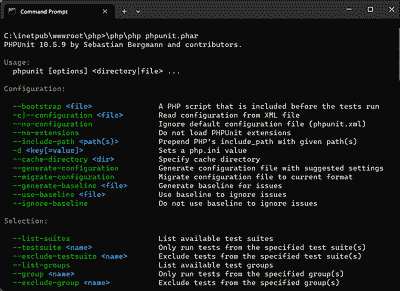 Command Prompt
C:\inetpub\wwwroot\php>\php\php phpunit.phar
PHPUnit 10.5.9 by Sebastian Bergmann and contributors.
Usage:
phpunit [options] <directory|file> ...
Configuration:
--bootstrap <file> A PHP script that is included before the tests run
-c|--configuration <file> Read configuration from XML file
--no-configuration Ignore default configuration file (phpunit.xml)
--no-extensions Do not load PHPUnit extensions
--include-path <path(s)> Prepend PHP's include_path with given path(s)
-d <key[=value]> Sets a php.ini value
--cache-directory <dir> Specify cache directory
--generate-configuration Generate configuration file with suggested settings
--migrate-configuration Migrate configuration file to current format
--generate-baseline <file> Generate baseline for issues
--use-baseline <file> Use baseline to ignore issues
--ignore-baseline Do not use baseline to ignore issues
Selection:
--list-suites List available test suites
--testsuite <name> Only run tests from the specified test suite(s)
--exclude-testsuite <name> Exclude tests from the specified test suite(s)
--list-groups List available test groups
--group <name> Only run tests from the specified group(s)
--exclude-group <name> Exclude tests from the specified group(s)